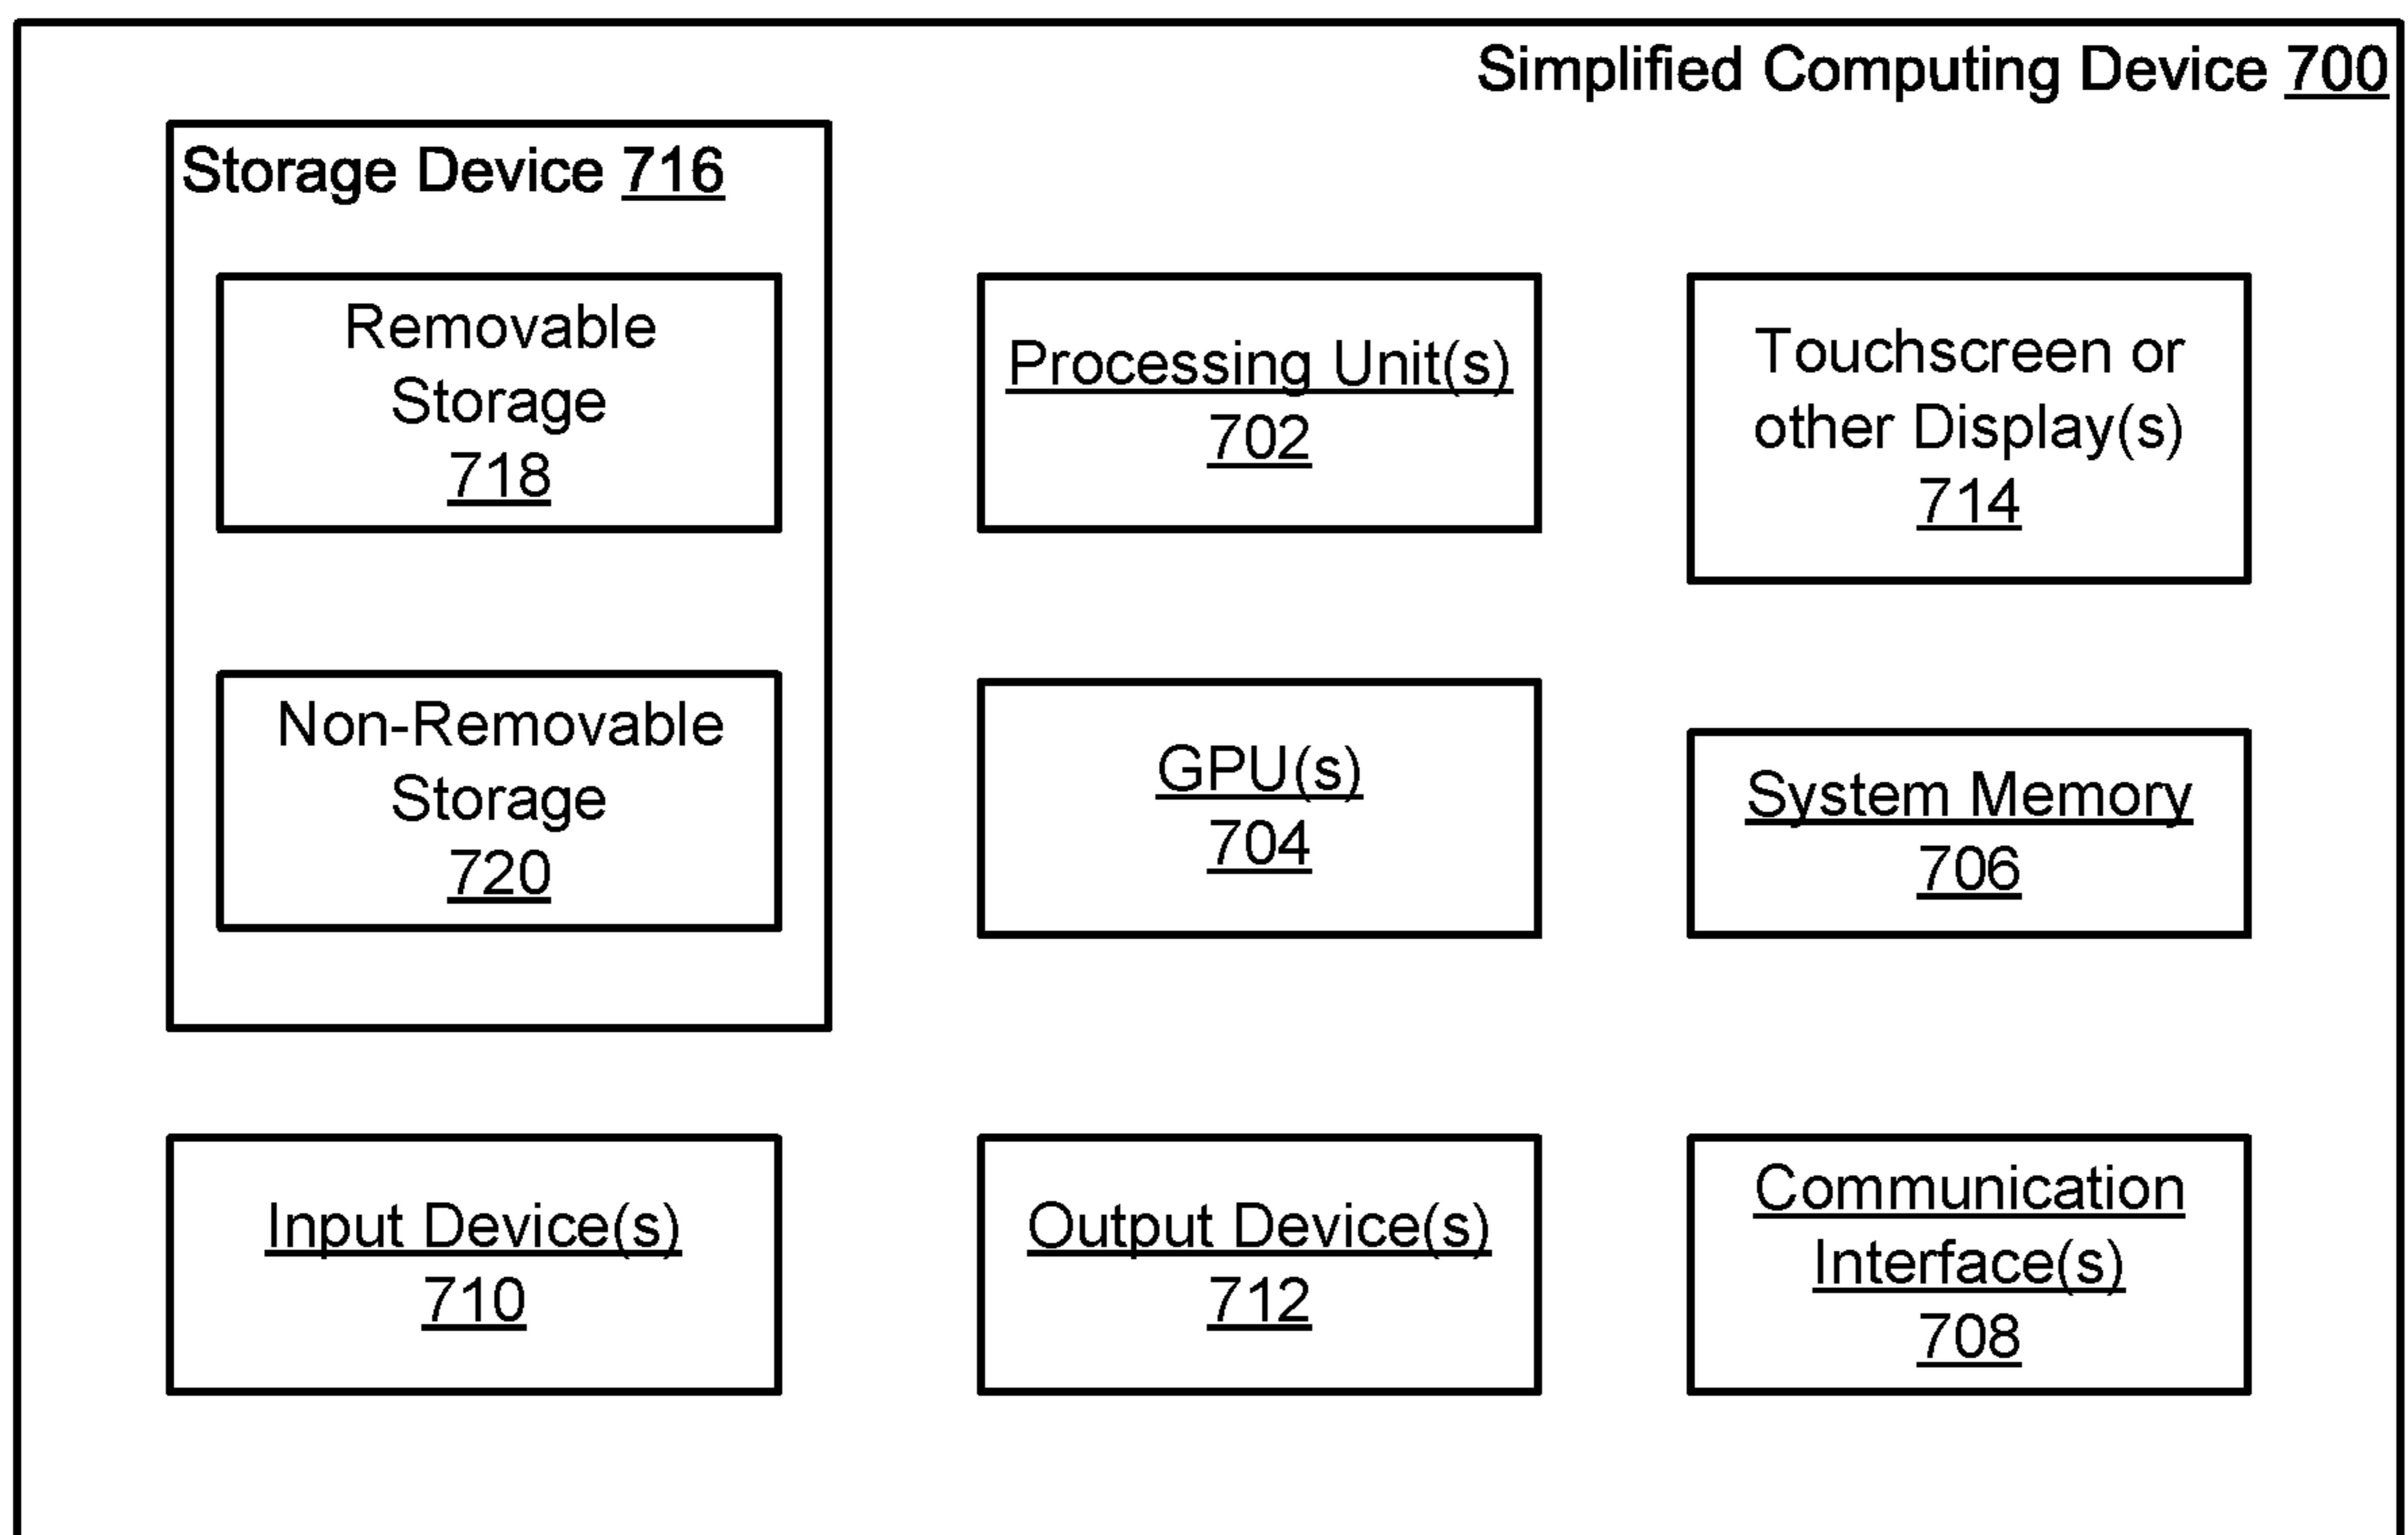 Simplified Computing Device 700
Storage Device 716
Removable
Storage
718
Processing Unit(s)
702
Touchscreen or
other Display(s)
714
Non-Removable
Storage
720
GPU(s)
704
System Memory
706
Input Device(s)
710
Output Device(s)
712
Communication
Interface(s)
708